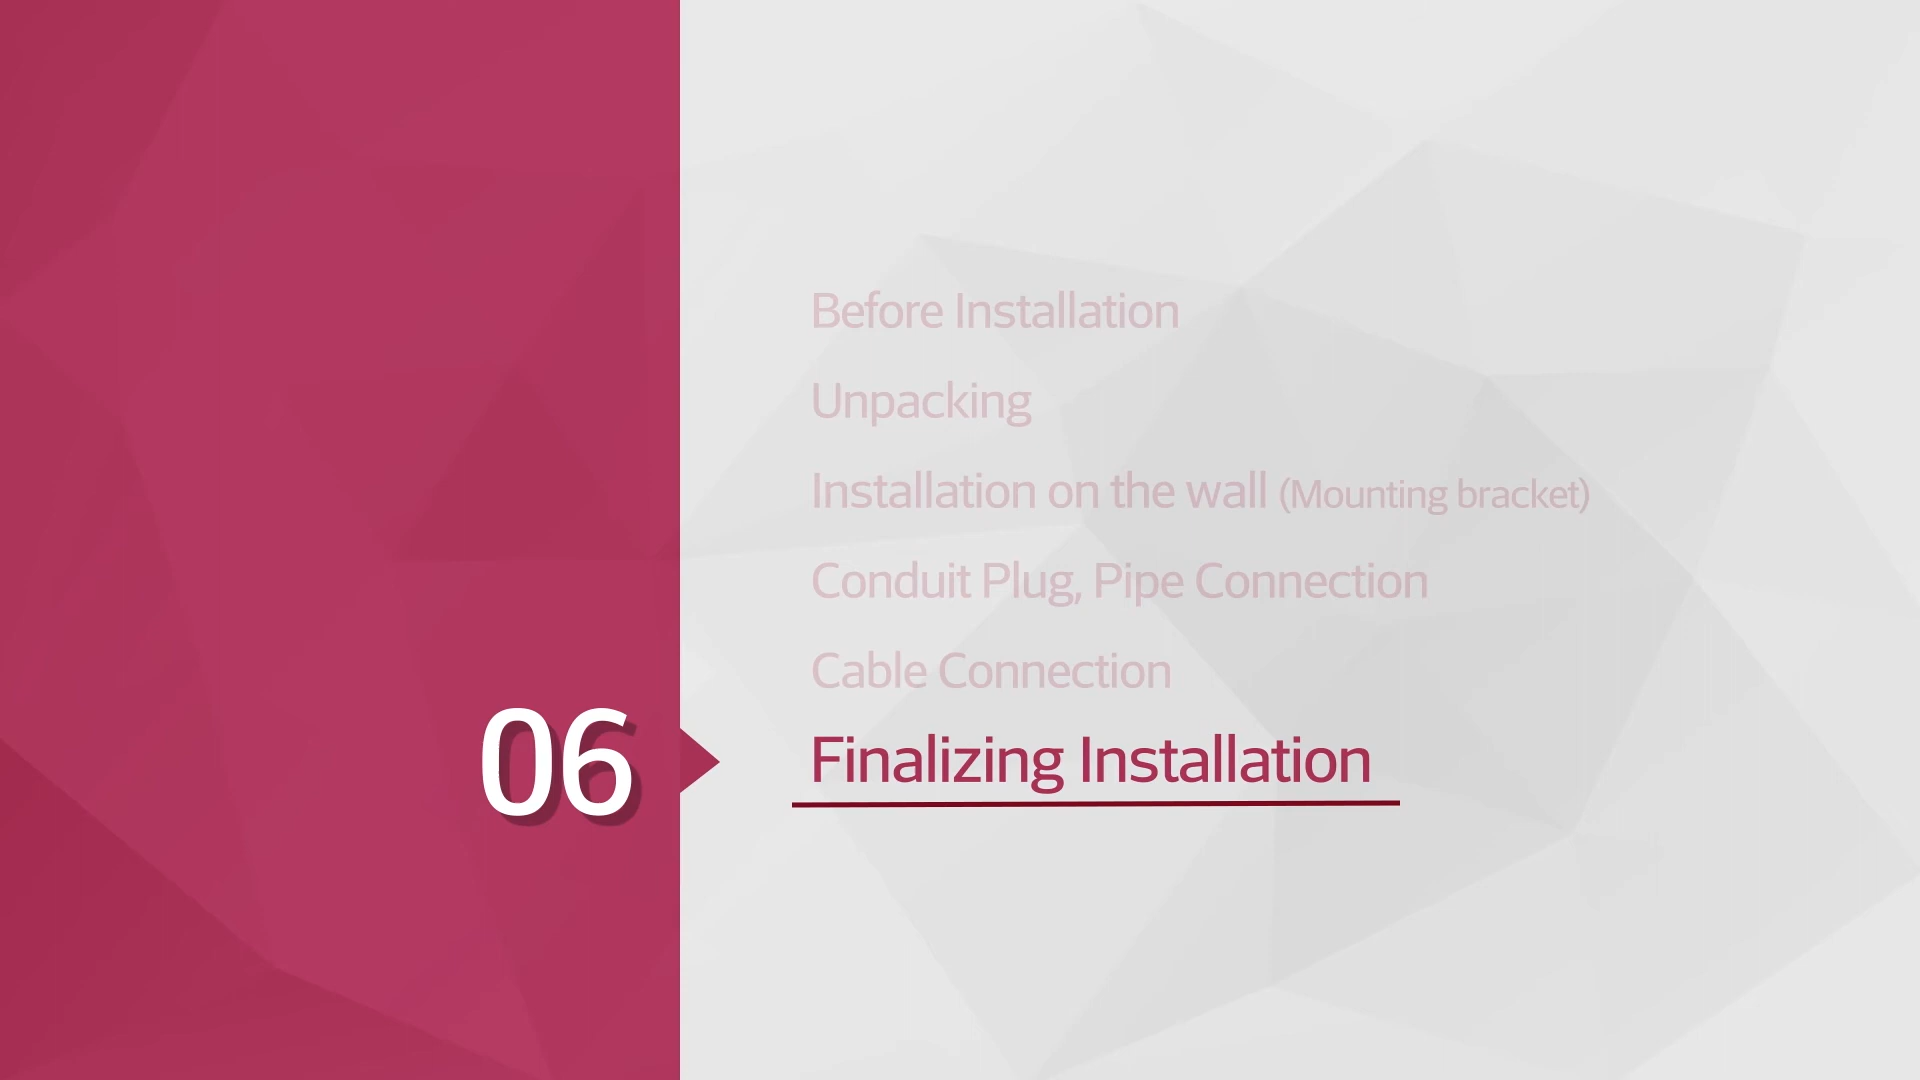 Before Installation
Unpacking
Installation on the wall (Mounting bracket)
Conduit Plug, Pipe Connection
Cable Connection
06 Finalizing Installation